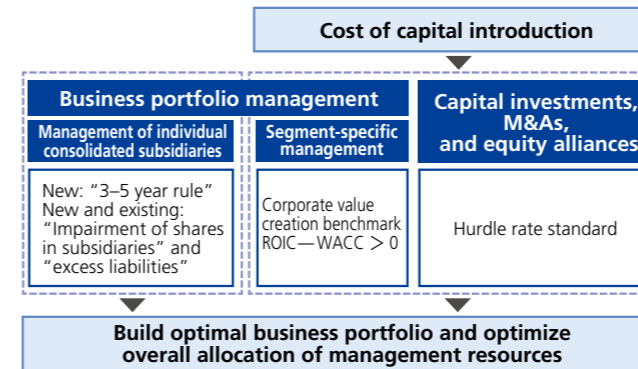 Cost of capital introduction
Business portfolio management
Capital investments,
M&As,
and equity alliances
Management of individual
consolidated subsidiaries
Segment-specific
management
New: “3–5 year rule”
New and existing:
“Impairment of shares
in subsidiaries” and
“excess liabilities”
Corporate value
creation benchmark
ROIC—WACC > 0
Hurdle rate standard
Build optimal business portfolio and optimize
overall allocation of management resources